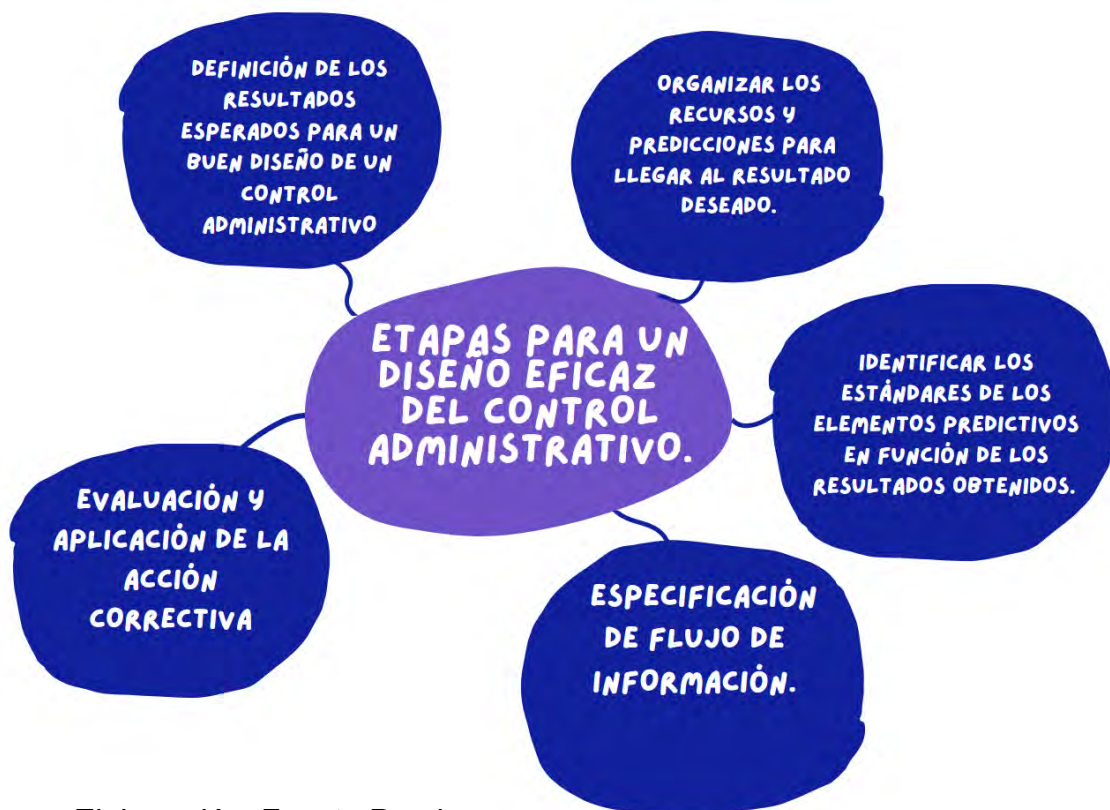 DEFINICIÓN DE LOS
RESULTADOS
ESPERADOS PARA UN
BUEN DISEÑO DE UN
CONTROL
ADMINISTRATIVO
ORGANIZAR LOS
RECURSOS Y
PREDICCIONES PARA
LLEGAR AL RESULTADO
DESEADO.
ETAPAS PARA UN
DISEÑO EFICAZ
DEL CONTROL
ADMINISTRATIVO.
IDENTIFICAR LOS
ESTÁNDARES DE LOS
ELEMENTOS PREDICTIVOS
EN FUNCIÓN DE LOS
RESULTADOS OBTENIDOS.
EVALUACIÓN Y
APLICACIÓN DE LA
ACCIÓN
CORRECTIVA
ESPECIFICACIÓN
DE FLUJO DE
INFORMACIÓN.